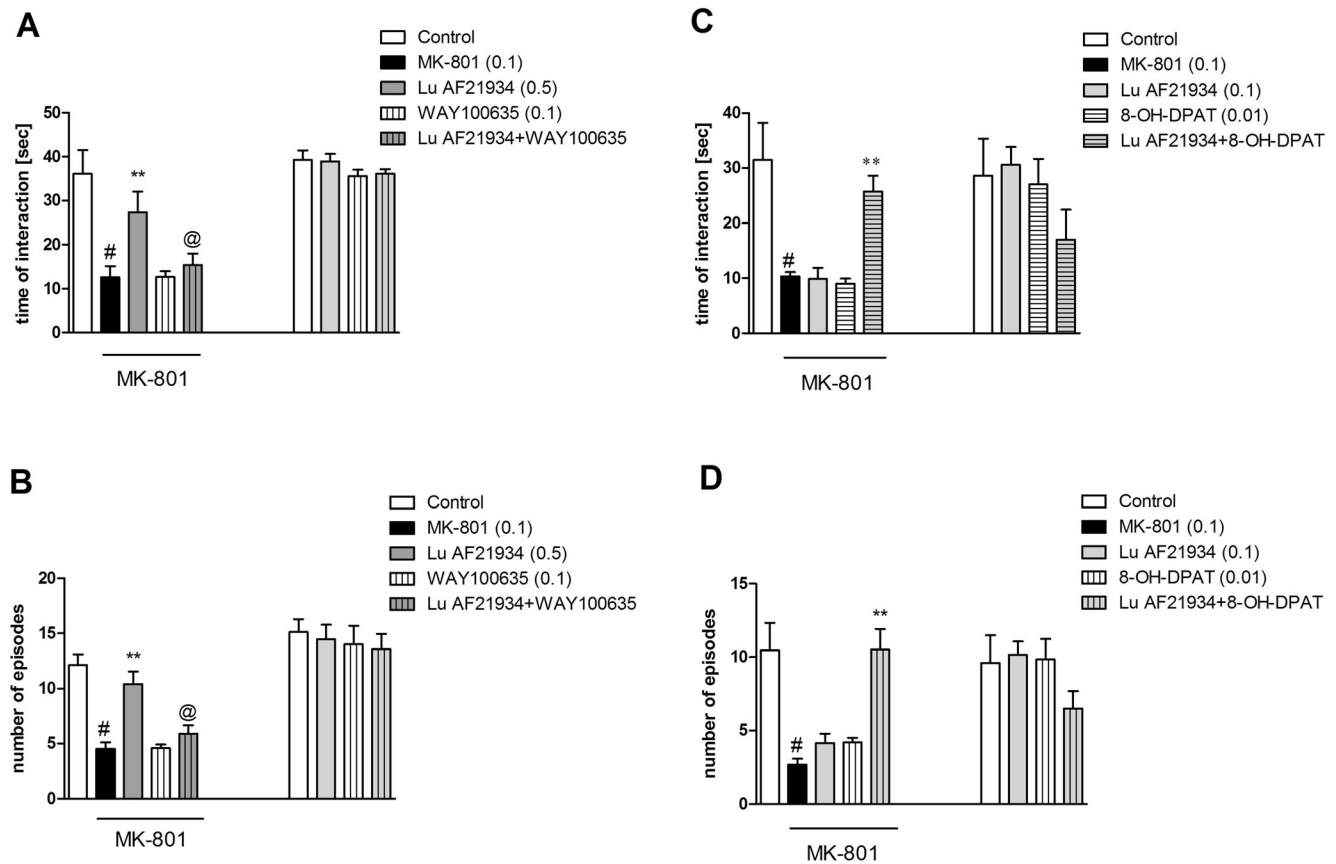 A
Control
MK-801 (0.1)
Lu AF21934 (0.5)
WAY100635 (0.1)
Lu AF21934+WAY100635
time of interaction [sec]
50
40
30
20
10
0
#
**
@
MK-801
C
Control
MK-801 (0.1)
Lu AF21934 (0.1)
8-OH-DPAT (0.01)
Lu AF21934+8-OH-DPAT
time of interaction [sec]
40
30
20
10
0
#
**
MK-801
B
Control
MK-801 (0.1)
Lu AF21934 (0.5)
WAY100635 (0.1)
Lu AF21934+WAY100635
number of episodes
20
15
10
5
0
#
**
@
MK-801
D
Control
MK-801 (0.1)
Lu AF21934 (0.1)
8-OH-DPAT (0.01)
Lu AF21934+8-OH-DPAT
number of episodes
15
10
5
0
#
**
MK-801